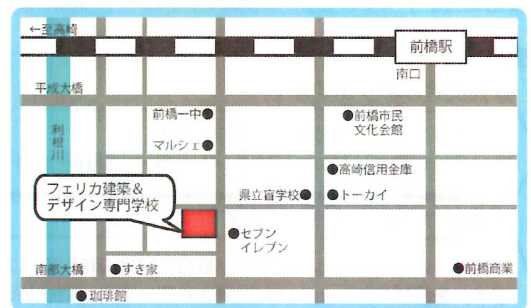 ←至高崎
前橋駅
南口
平成大橋
前橋一中●
●前橋市民
文化会館
利根川
マルシェ●
●高崎信用金庫
フェリカ建築&
デザイン専門学校
県立盲学校●
●トーカイ
●セブン
イレブン
南部大橋
●すき家
●前橋商業
●珈琲館